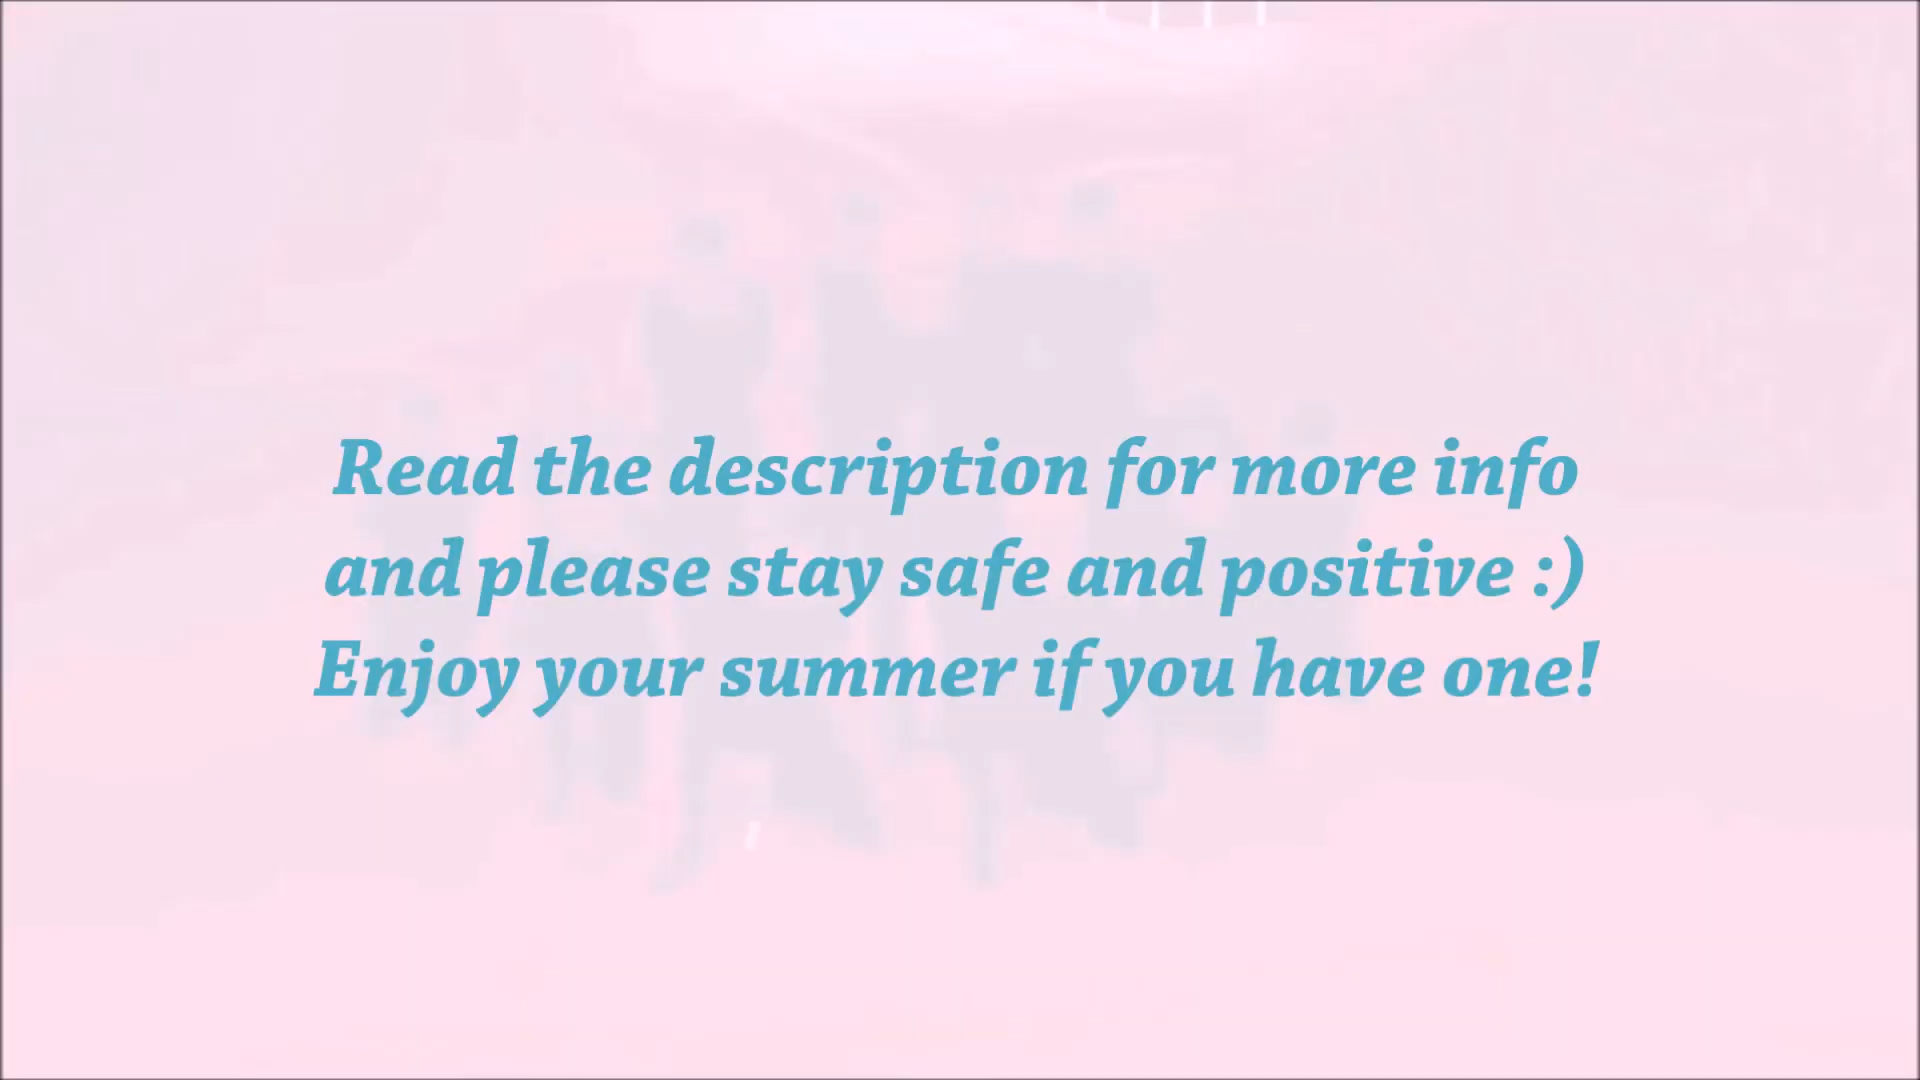 Read the description for more info
and please stay safe and positive :)
Enjoy your summer if you have one!